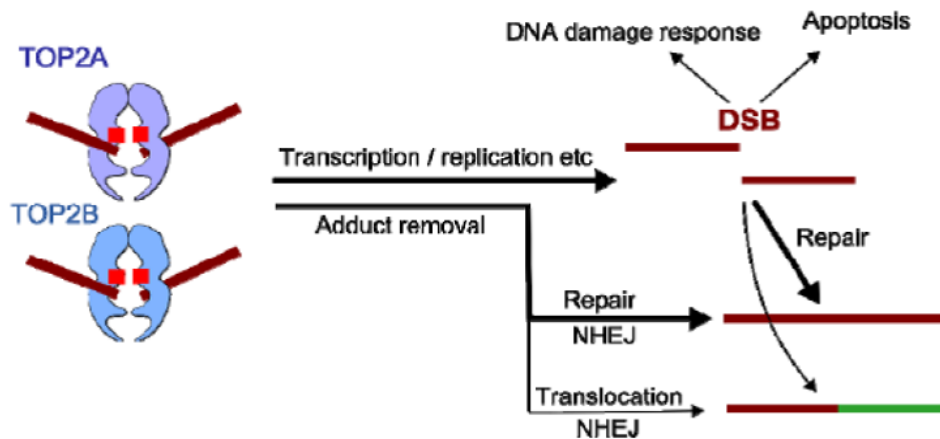 TOP2A
TOP2B
DNA damage response
Apoptosis
DSB
Transcription / replication etc
Adduct removal
Repair
Repair
NHEJ
Translocation
NHEJ